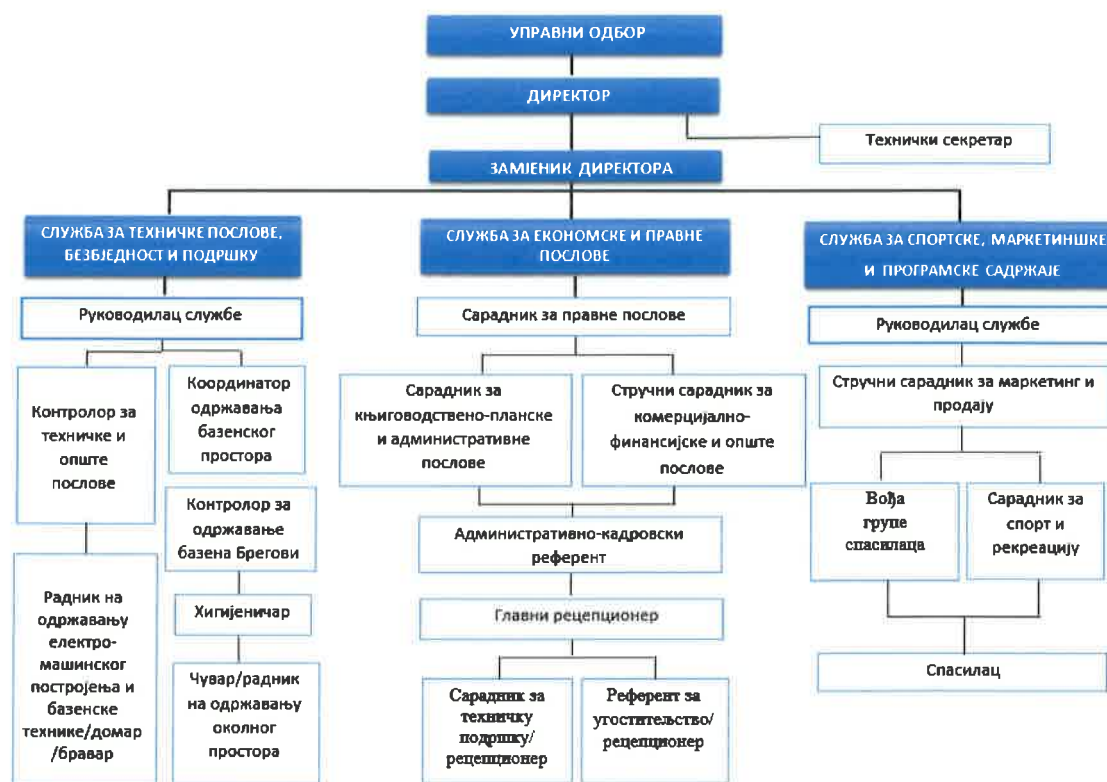 УПРАВНИ ОДБОР
ДИРЕКТОР
Технички секретар
ЗАМЈЕНИК ДИРЕКТОРА
СЛУЖБА ЗА ТЕХНИЧКЕ ПОСЛОВЕ,
БЕЗБЈЕДНОСТ И ПОДРШКУ
Руководилац службе
Контролор за
техничке и
опште
послове
Радник на
одржавању
електро-
машинског
постројења и
базенске
технике/домар
/бравар
Координатор
одржавања
базенског
простора
Контролор за
одржавање
базена Брегови
Хигијеничар
Чувар/радник
на одржавању
околног
простора
СЛУЖБА ЗА ЕКОНОМСКЕ И ПРАВНЕ
ПОСЛОВЕ
Сарадник за правне послове
Сарадник за
књиговодствено-планске
и административне
послове
Стручни сарадник за
комерцијално-
финансијске и опште
послове
Административно-кадровски
референт
Главни рецепционер
Сарадник за
техничку
подршку/
рецепционер
Референт за
угоститељство/
рецепционер
СЛУЖБА ЗА СПОРТСКЕ, МАРКЕТИНШКЕ
И ПРОГРАМСКЕ САДРЖАЈЕ
Руководилац службе
Стручни сарадник за маркетинг и
продају
Вођа
групе
спасилаца
Сарадник за
спорт и
рекреацију
Спасилац